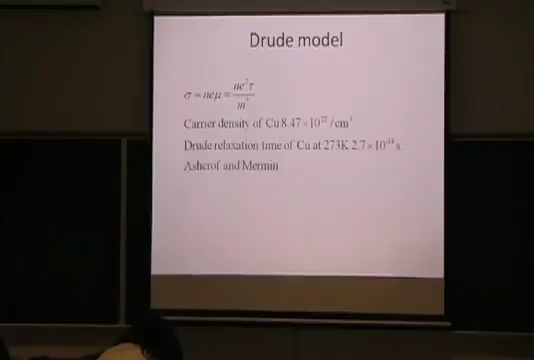 Drude model
σ = neμ = ne²τ / m*
Carrier density of Cu 8.47×10²² /cm³
Drude relaxation time of Cu at 273K 2.7×10⁻¹⁴ s.
Ashcrof and Mermin